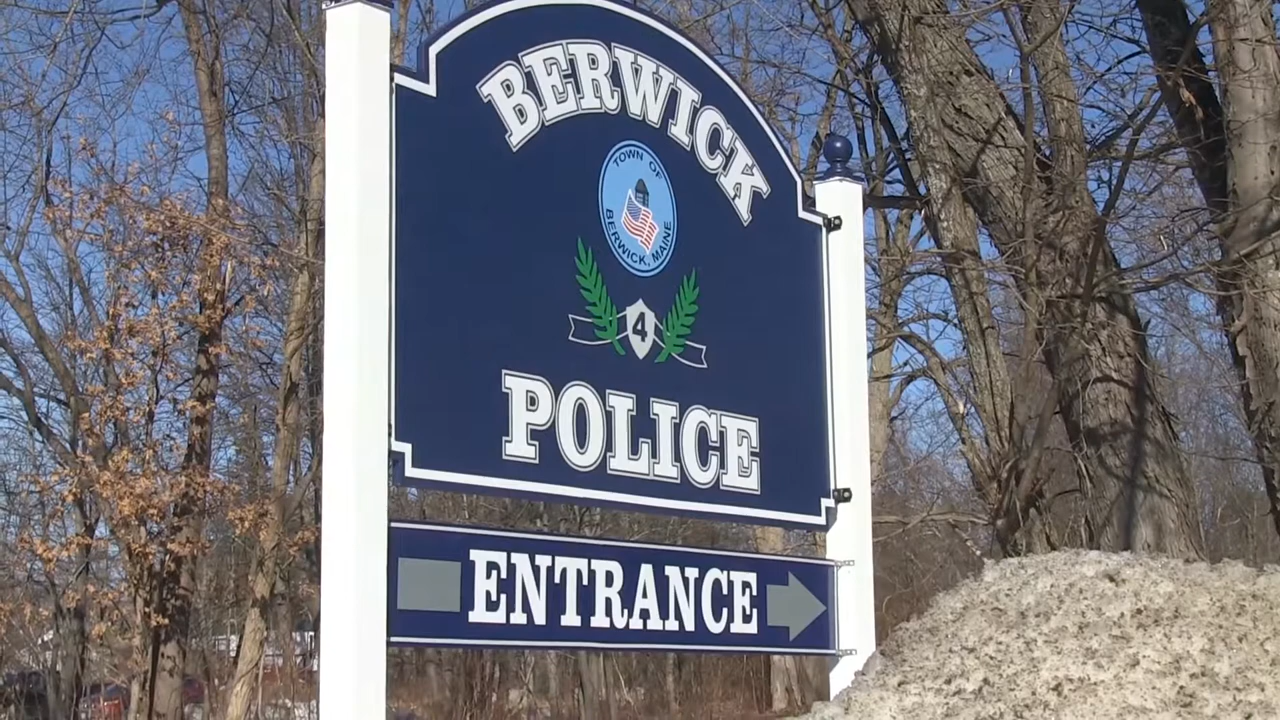 BERWICK
TOWN OF
BERWICK, MAINE
4
POLICE
ENTRANCE